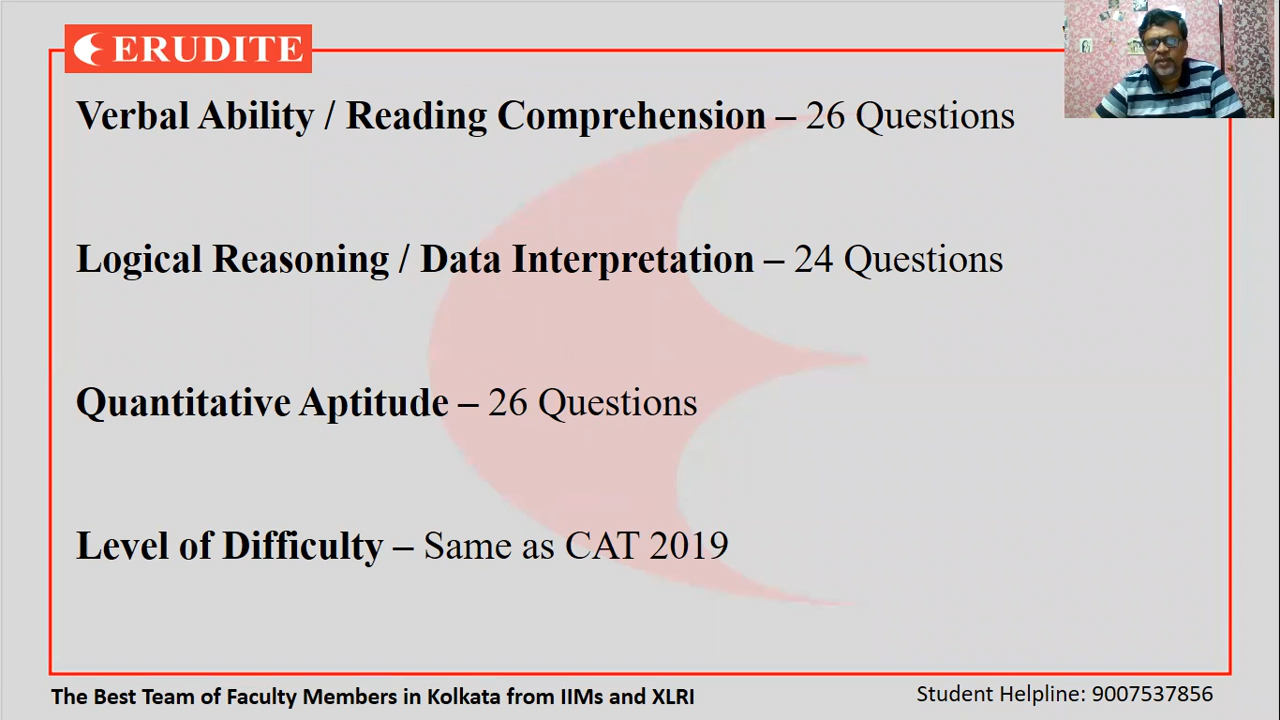 ERUDITE
Verbal Ability / Reading Comprehension – 26 Questions
Logical Reasoning / Data Interpretation – 24 Questions
Quantitative Aptitude – 26 Questions
Level of Difficulty – Same as CAT 2019
The Best Team of Faculty Members in Kolkata from IIMs and XLRI
Student Helpline: 9007537856